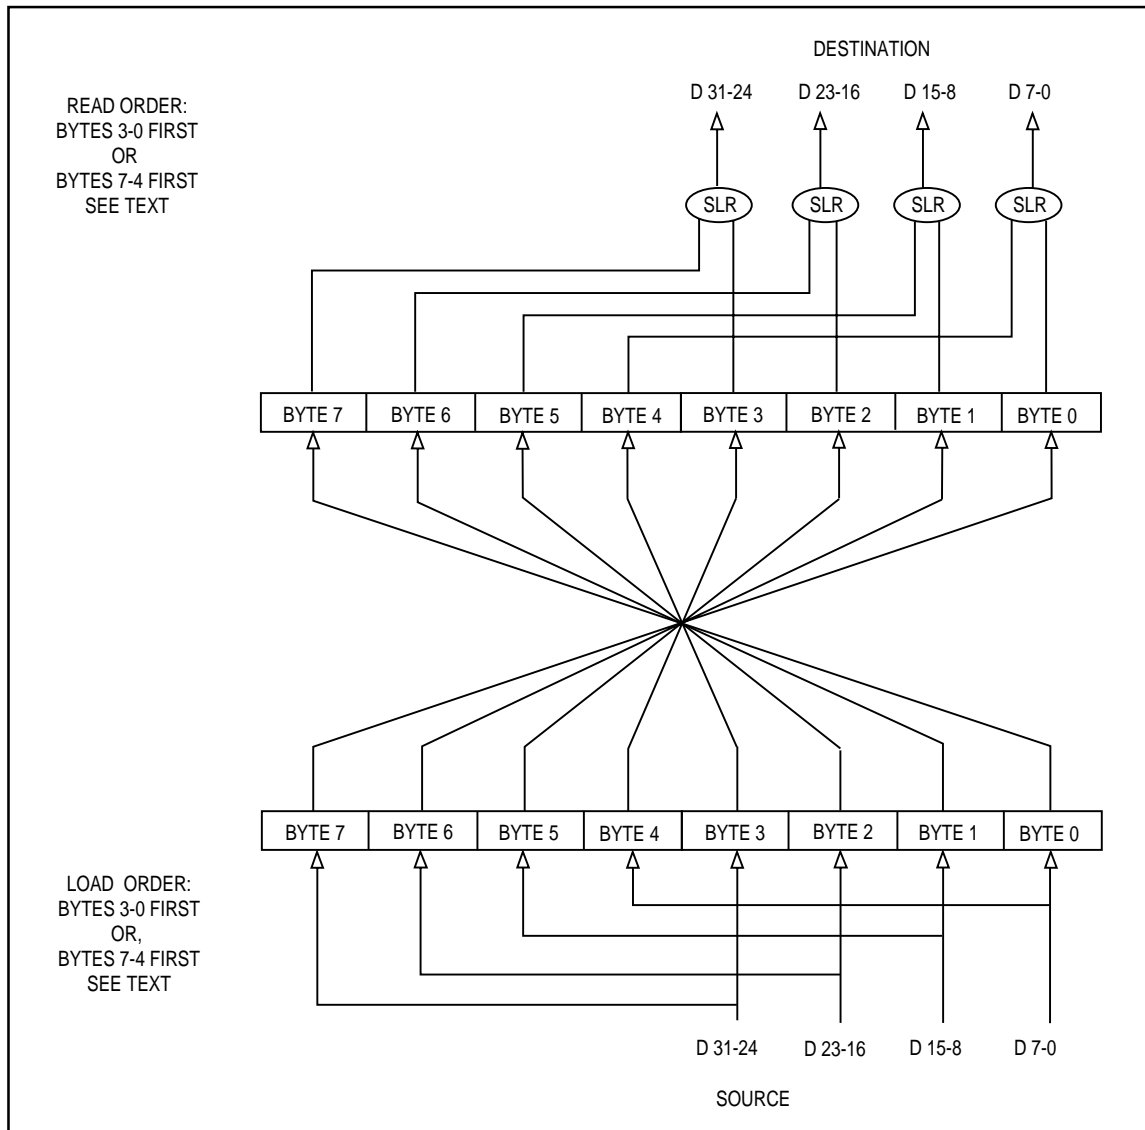 DESTINATION
D 31-24 D 23-16 D 15-8 D 7-0
READ ORDER:
BYTES 3-0 FIRST
OR
BYTES 7-4 FIRST
SEE TEXT
SLR SLR SLR SLR
BYTE 7 BYTE 6 BYTE 5 BYTE 4 BYTE 3 BYTE 2 BYTE 1 BYTE 0
BYTE 7 BYTE 6 BYTE 5 BYTE 4 BYTE 3 BYTE 2 BYTE 1 BYTE 0
LOAD ORDER:
BYTES 3-0 FIRST
OR,
BYTES 7-4 FIRST
SEE TEXT
D 31-24 D 23-16 D 15-8 D 7-0
SOURCE